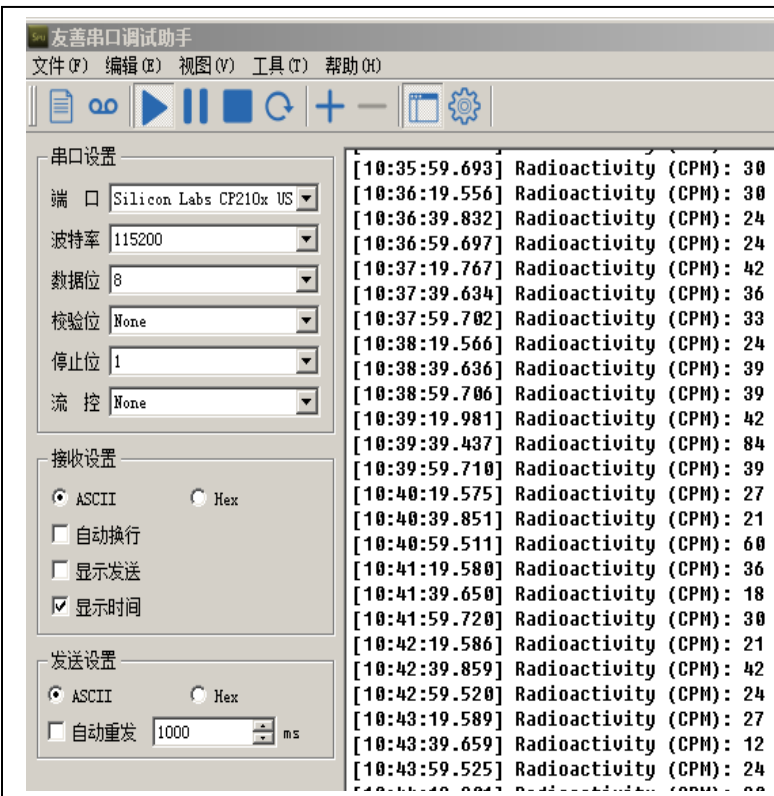 友善串口调试助手
文件(F) 编辑(E) 视图(V) 工具(T) 帮助(H)
串口设置
端 口 Silicon Labs CP210x US
波特率 115200
数据位 8
校验位 None
停止位 1
流 控 None
接收设置
ASCII Hex
自动换行
显示发送
显示时间
发送设置
ASCII Hex
自动重发 1000 ms
[10:35:59.693] Radioactivity (CPM): 30
[10:36:19.556] Radioactivity (CPM): 30
[10:36:39.832] Radioactivity (CPM): 24
[10:36:59.697] Radioactivity (CPM): 24
[10:37:19.767] Radioactivity (CPM): 42
[10:37:39.634] Radioactivity (CPM): 36
[10:37:59.702] Radioactivity (CPM): 33
[10:38:19.566] Radioactivity (CPM): 24
[10:38:39.636] Radioactivity (CPM): 39
[10:38:59.706] Radioactivity (CPM): 39
[10:39:19.981] Radioactivity (CPM): 42
[10:39:39.437] Radioactivity (CPM): 84
[10:39:59.710] Radioactivity (CPM): 39
[10:40:19.575] Radioactivity (CPM): 27
[10:40:39.851] Radioactivity (CPM): 21
[10:40:59.511] Radioactivity (CPM): 60
[10:41:19.580] Radioactivity (CPM): 36
[10:41:39.650] Radioactivity (CPM): 18
[10:41:59.720] Radioactivity (CPM): 30
[10:42:19.586] Radioactivity (CPM): 21
[10:42:39.859] Radioactivity (CPM): 42
[10:42:59.520] Radioactivity (CPM): 24
[10:43:19.589] Radioactivity (CPM): 27
[10:43:39.659] Radioactivity (CPM): 12
[10:43:59.525] Radioactivity (CPM): 24